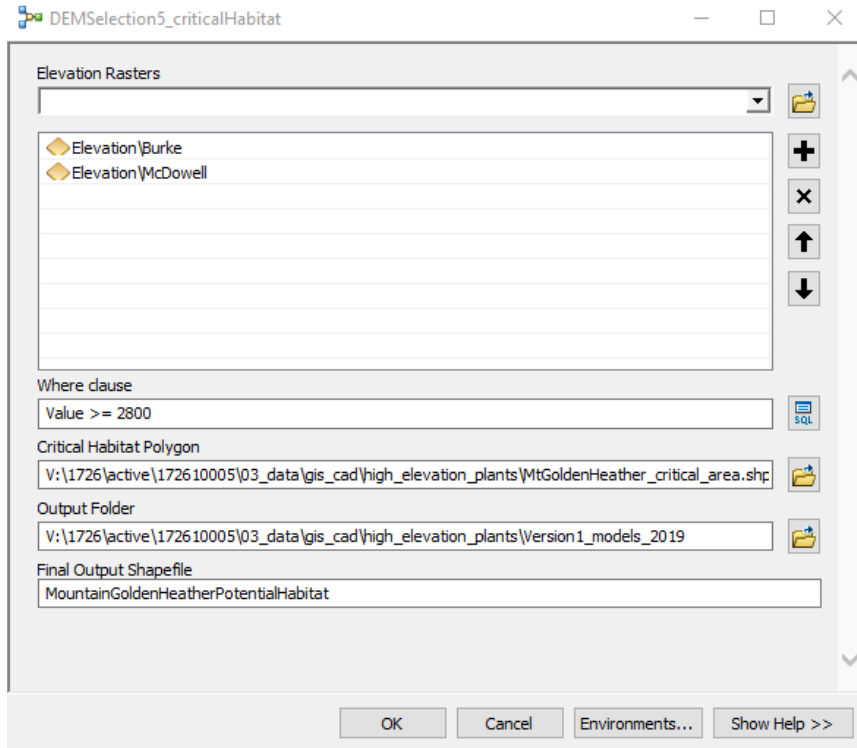 DEMSelection5_criticalHabitat
Elevation Rasters
Elevation\Burke
Elevation\McDowell
Where clause
Value >= 2800
SQL
Critical Habitat Polygon
V:\1726\active\172610005\03_data\gis_cad\high_elevation_plants\MtGoldenHeather_critical_area.shp
Output Folder
V:\1726\active\172610005\03_data\gis_cad\high_elevation_plants\Version1_models_2019
Final Output Shapefile
MountainGoldenHeatherPotentialHabitat
OK Cancel Environments... Show Help >>